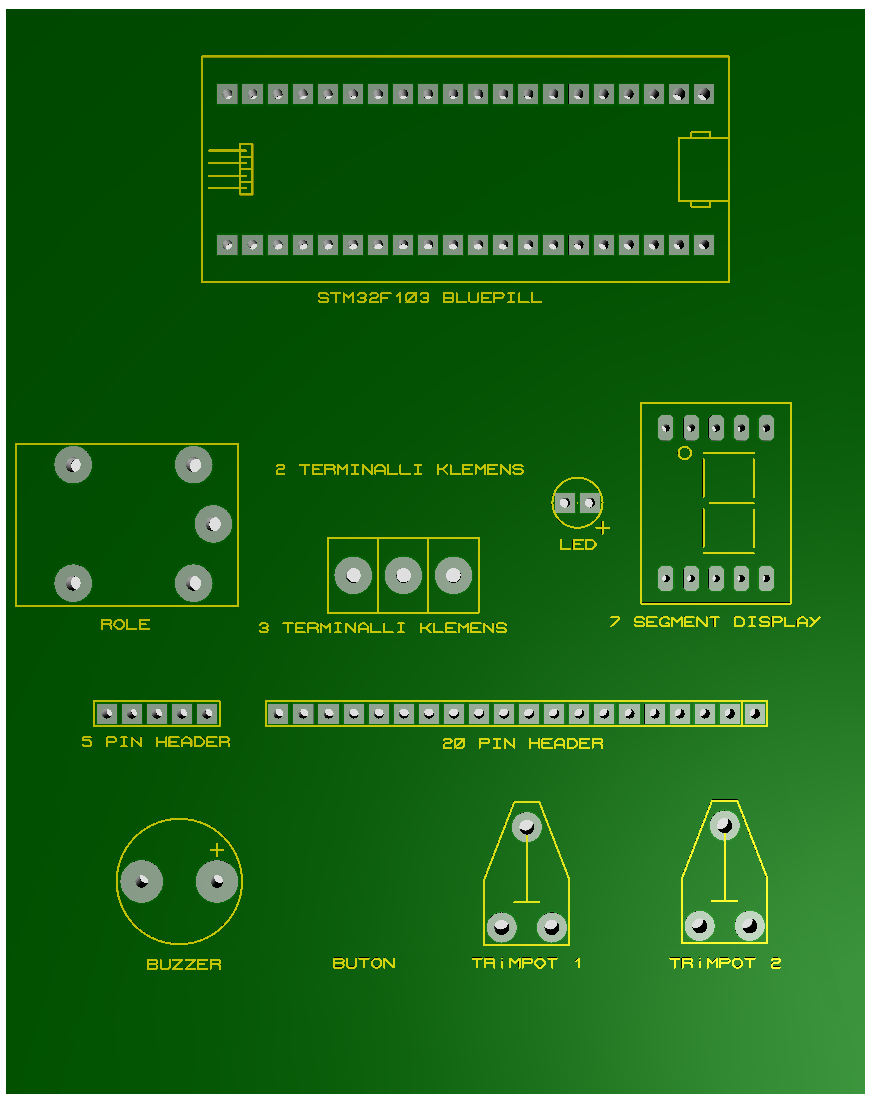 STM32F103 BLUEPILL
2 TERMINALLI KLEMENS
+
LED
ROLE
3 TERMINALLI KLEMENS
7 SEGMENT DISPLAY
5 PIN HEADER
20 PIN HEADER
+
BUZZER
BUTON
TRiMPOT 1
TRiMPOT 2